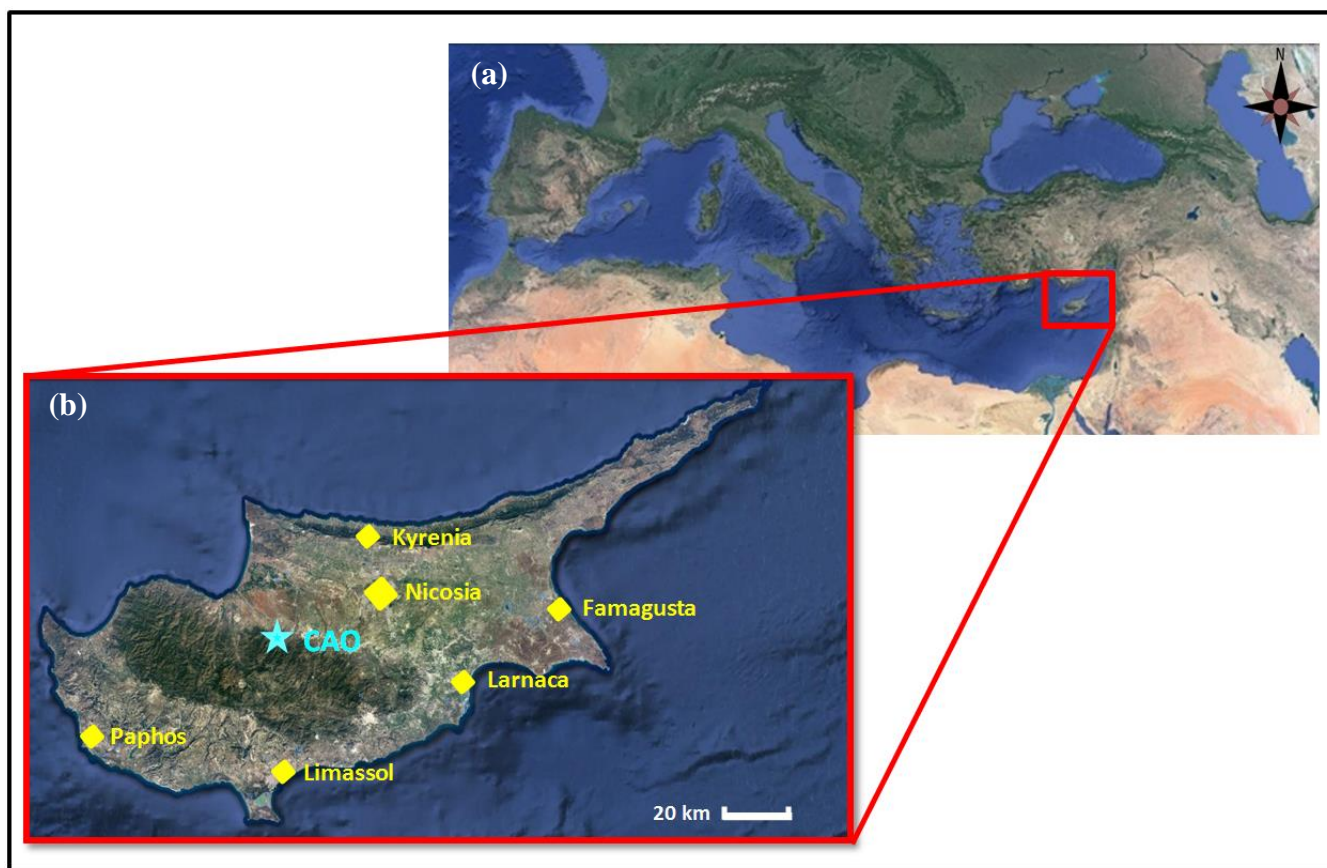 (a)
N
(b)
Kyrenia
Nicosia
Famagusta
CAO
Larnaca
Paphos
Limassol
20 km